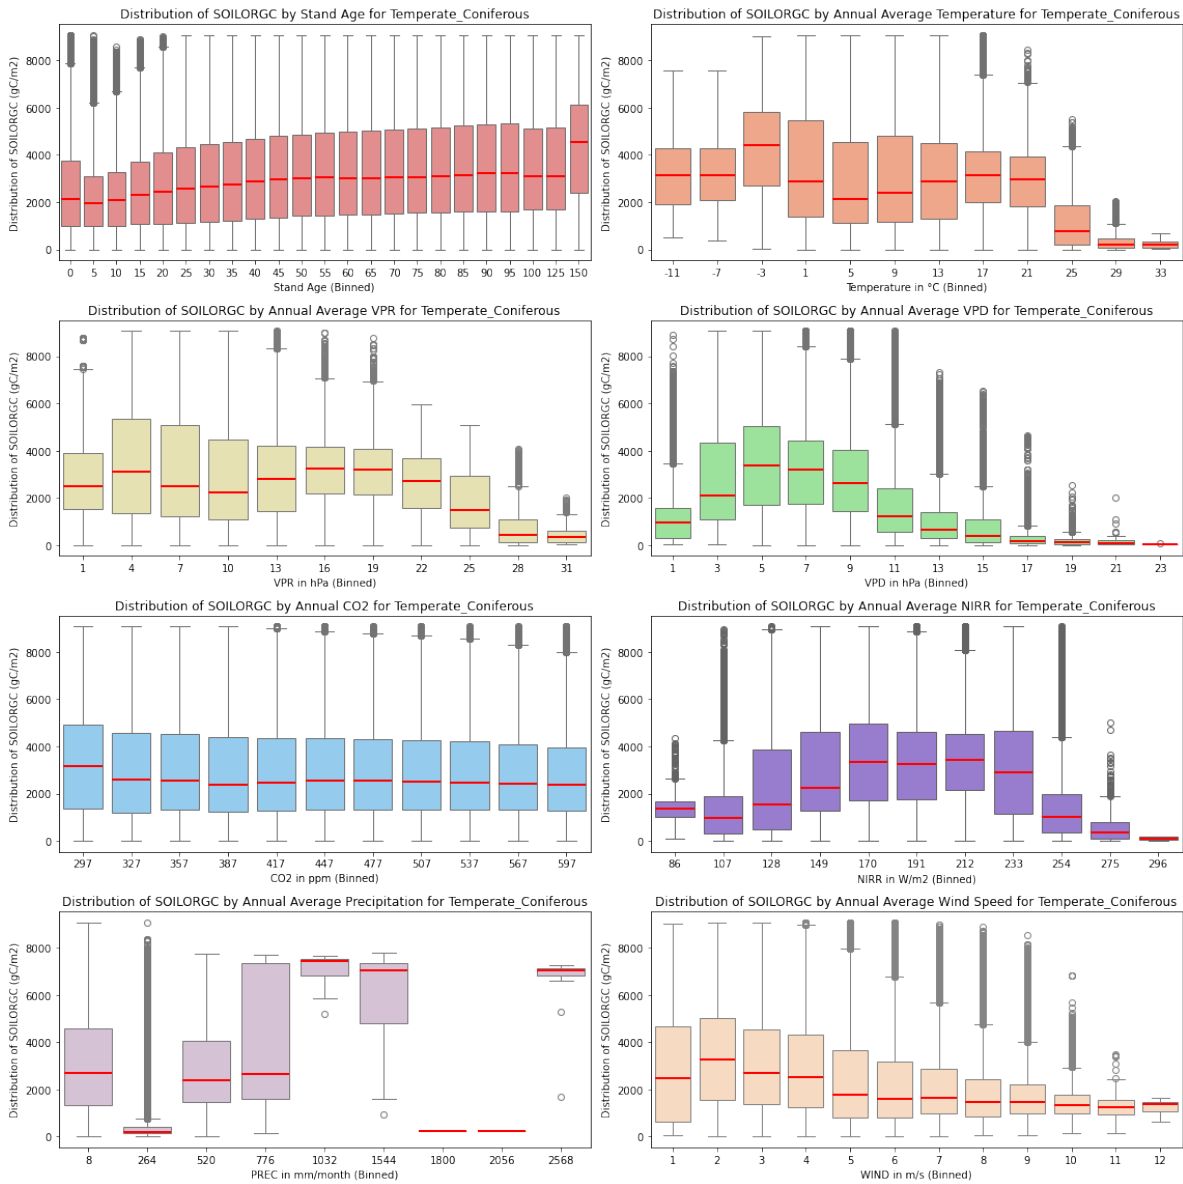 Distribution of SOILORGC by Stand Age for Temperate_Coniferous
Distribution of SOILORGC (gC/m2)
8000
6000
4000
2000
0
0 5 10 15 20 25 30 35 40 45 50 55 60 65 70 75 80 85 90 95 100 125 150
Stand Age (Binned)
Distribution of SOILORGC by Annual Average Temperature for Temperate_Coniferous
Distribution of SOILORGC (gC/m2)
8000
6000
4000
2000
0
-11 -7 -3 1 5 9 13 17 21 25 29 33
Temperature in °C (Binned)
Distribution of SOILORGC by Annual Average VPR for Temperate_Coniferous
Distribution of SOILORGC (gC/m2)
8000
6000
4000
2000
0
1 4 7 10 13 16 19 22 25 28 31
VPR in hPa (Binned)
Distribution of SOILORGC by Annual Average VPD for Temperate_Coniferous
Distribution of SOILORGC (gC/m2)
8000
6000
4000
2000
0
1 3 5 7 9 11 13 15 17 19 21 23
VPD in hPa (Binned)
Distribution of SOILORGC by Annual CO2 for Temperate_Coniferous
Distribution of SOILORGC (gC/m2)
8000
6000
4000
2000
0
297 327 357 387 417 447 477 507 537 567 597
CO2 in ppm (Binned)
Distribution of SOILORGC by Annual Average NIRR for Temperate_Coniferous
Distribution of SOILORGC (gC/m2)
8000
6000
4000
2000
0
86 107 128 149 170 191 212 233 254 275 296
NIRR in W/m2 (Binned)
Distribution of SOILORGC by Annual Average Precipitation for Temperate_Coniferous
Distribution of SOILORGC (gC/m2)
8000
6000
4000
2000
0
8 264 520 776 1032 1544 1800 2056 2568
PREC in mm/month (Binned)
Distribution of SOILORGC by Annual Average Wind Speed for Temperate_Coniferous
Distribution of SOILORGC (gC/m2)
8000
6000
4000
2000
0
1 2 3 4 5 6 7 8 9 10 11 12
WIND in m/s (Binned)